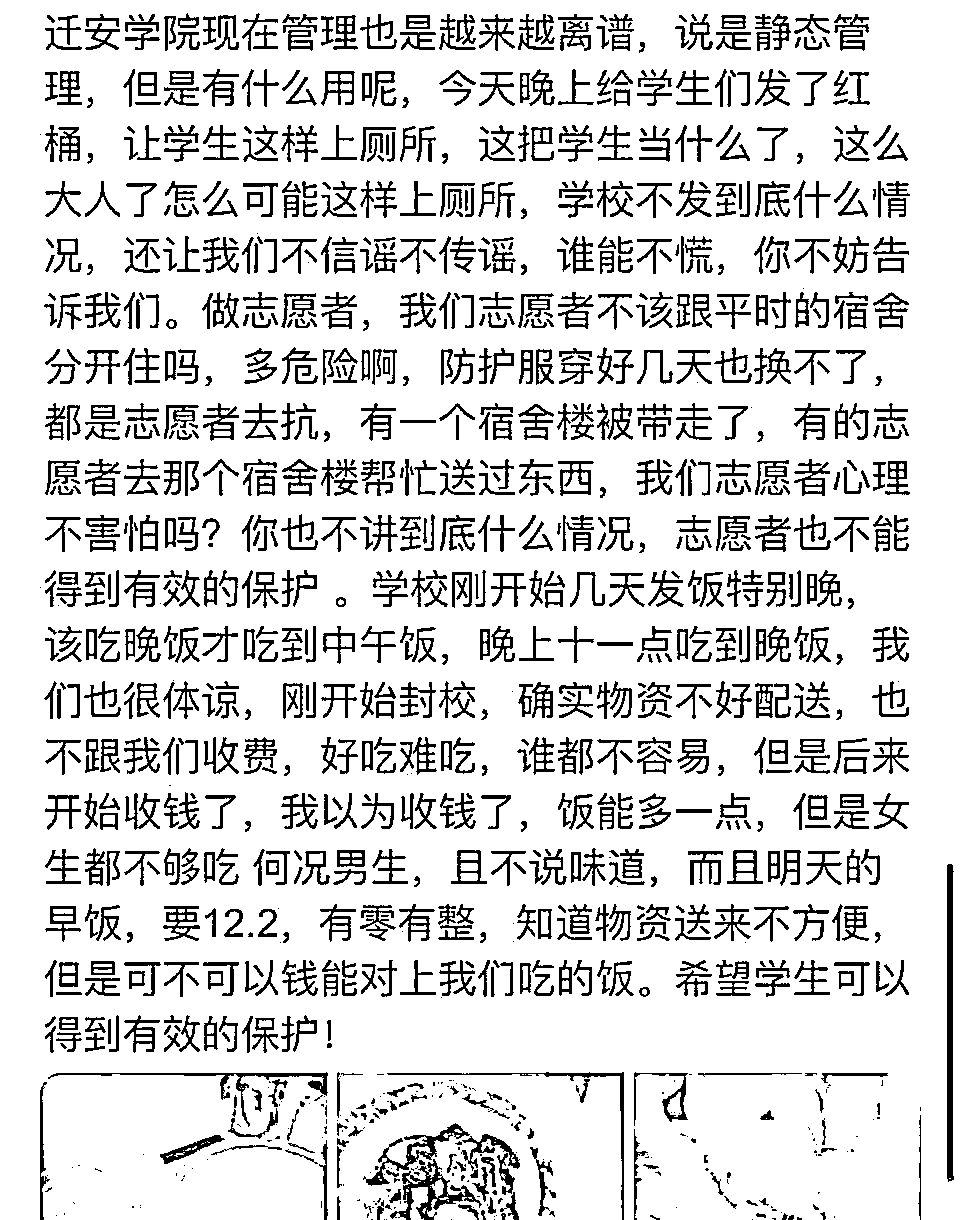 迁安学院现在管理也是越来越离谱，说是静态管
理，但是有什么用呢，今天晚上给学生们发了红
桶，让学生这样上厕所，这把学生当什么了，这么
大人了怎么可能这样上厕所，学校不发到底什么情
况，还让我们不信谣不传谣，谁能不慌，你不妨告
诉我们。做志愿者，我们志愿者不该跟平时的宿舍
分开住吗，多危险啊，防护服穿好几天也换不了，
都是志愿者去抗，有一个宿舍楼被带走了，有的志
愿者去那个宿舍楼帮忙送过东西，我们志愿者心理
不害怕吗？你也不讲到底什么情况，志愿者也不能
得到有效的保护 。学校刚开始几天发饭特别晚，
该吃晚饭才吃到中午饭，晚上十一点吃到晚饭，我
们也很体谅，刚开始封校，确实物资不好配送，也
不跟我们收费，好吃难吃，谁都不容易，但是后来
开始收钱了，我以为收钱了，饭能多一点，但是女
生都不够吃 何况男生，且不说味道，而且明天的
早饭，要12.2，有零有整，知道物资送来不方便，
但是可不可以钱能对上我们吃的饭。希望学生可以
得到有效的保护！